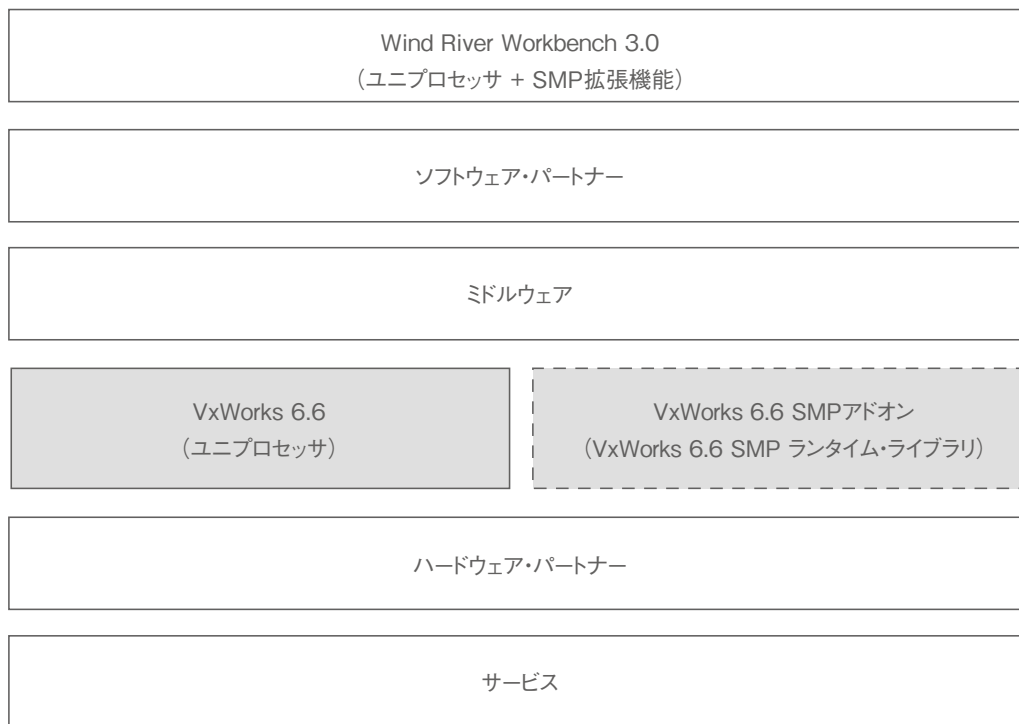 Wind River Workbench 3.0
（ユニプロセッサ + SMP拡張機能）
ソフトウェア・パートナー
ミドルウェア
VxWorks 6.6
（ユニプロセッサ）
VxWorks 6.6 SMPアドオン
（VxWorks 6.6 SMP ランタイム・ライブラリ）
ハードウェア・パートナー
サービス